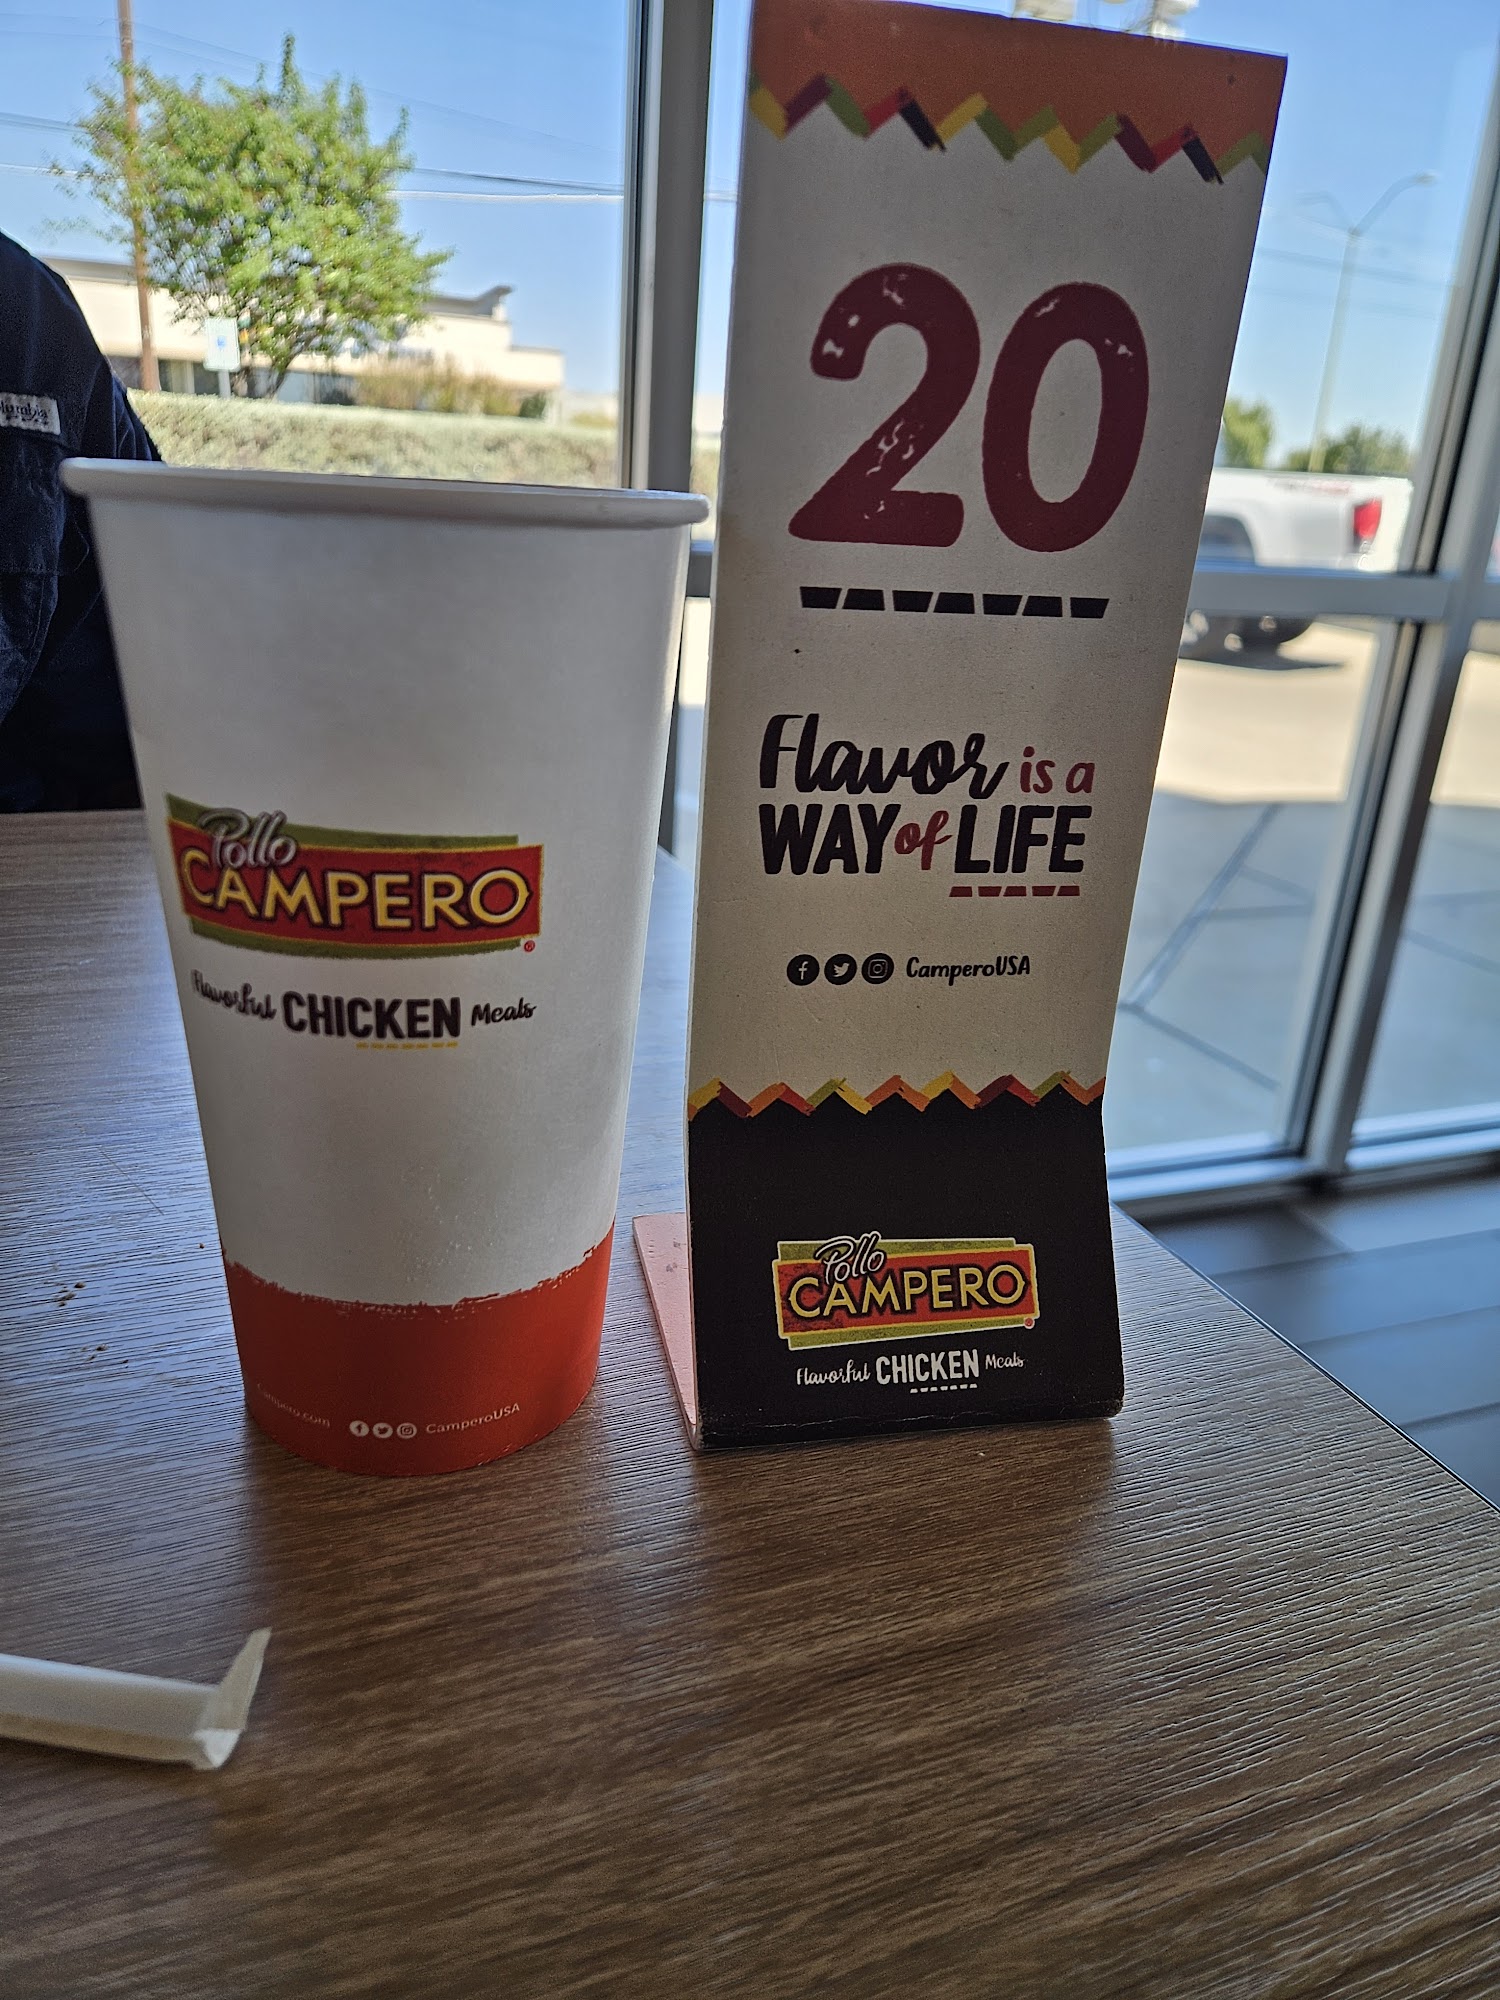 Pollo
CAMPERO
Flavorful CHICKEN Meals
Campero.com
CamperoUSA
20
Flavor is a
WAY of LIFE
CamperoUSA
Pollo
CAMPERO
Flavorful CHICKEN Meals